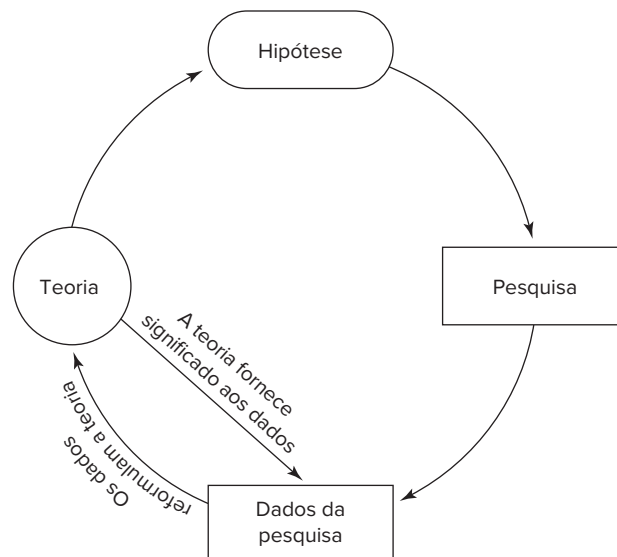 Hipótese
Teoria
Pesquisa
A teoria fornece
significado aos dados
Os dados
reformulam a teoria
Dados da
pesquisa